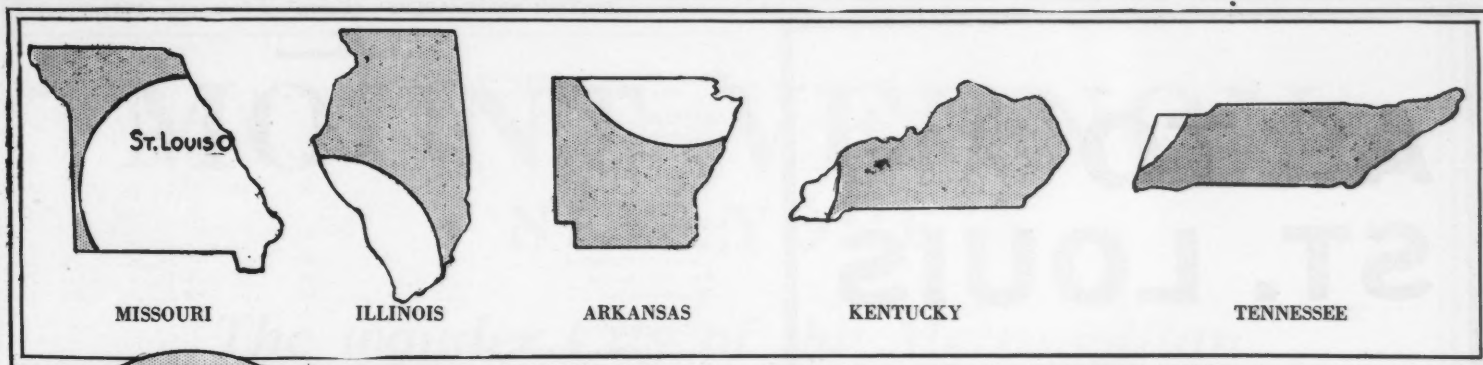 St. Louis
MISSOURI
ILLINOIS
ARKANSAS
KENTUCKY
TENNESSEE